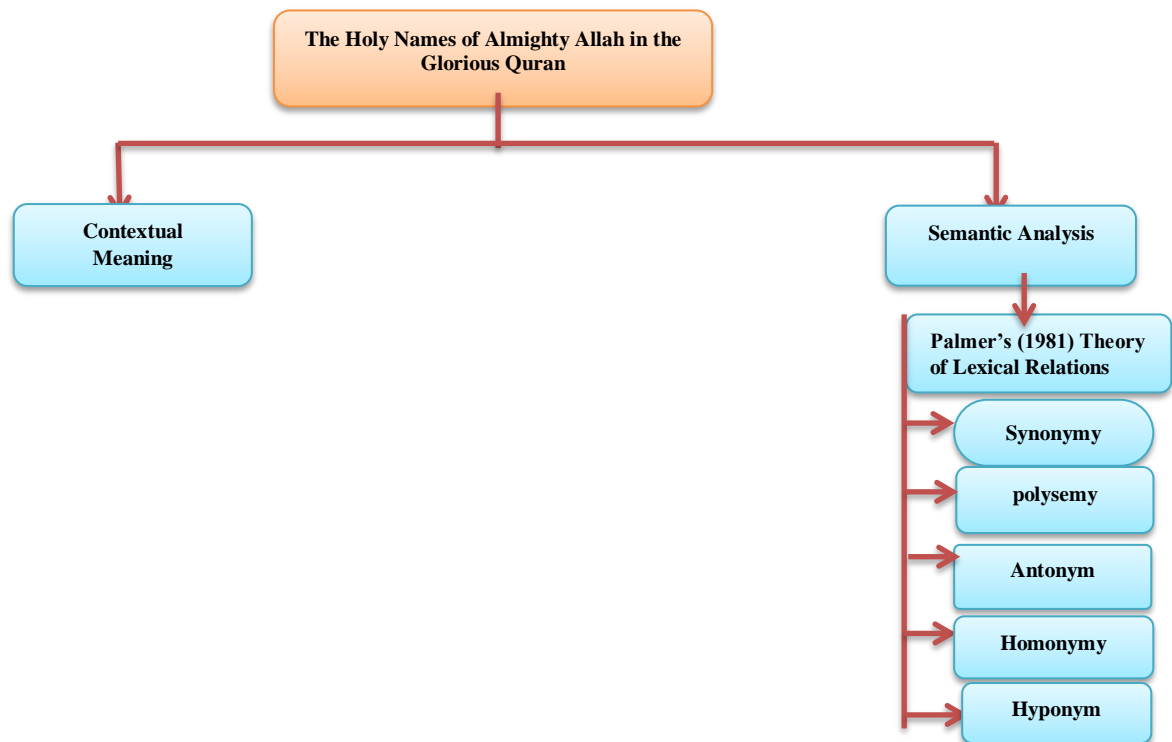 The Holy Names of Almighty Allah in the
Glorious Quran
Contextual
Meaning
Semantic Analysis
Palmer’s (1981) Theory
of Lexical Relations
Synonymy
polysemy
Antonym
Homonymy
Hyponym